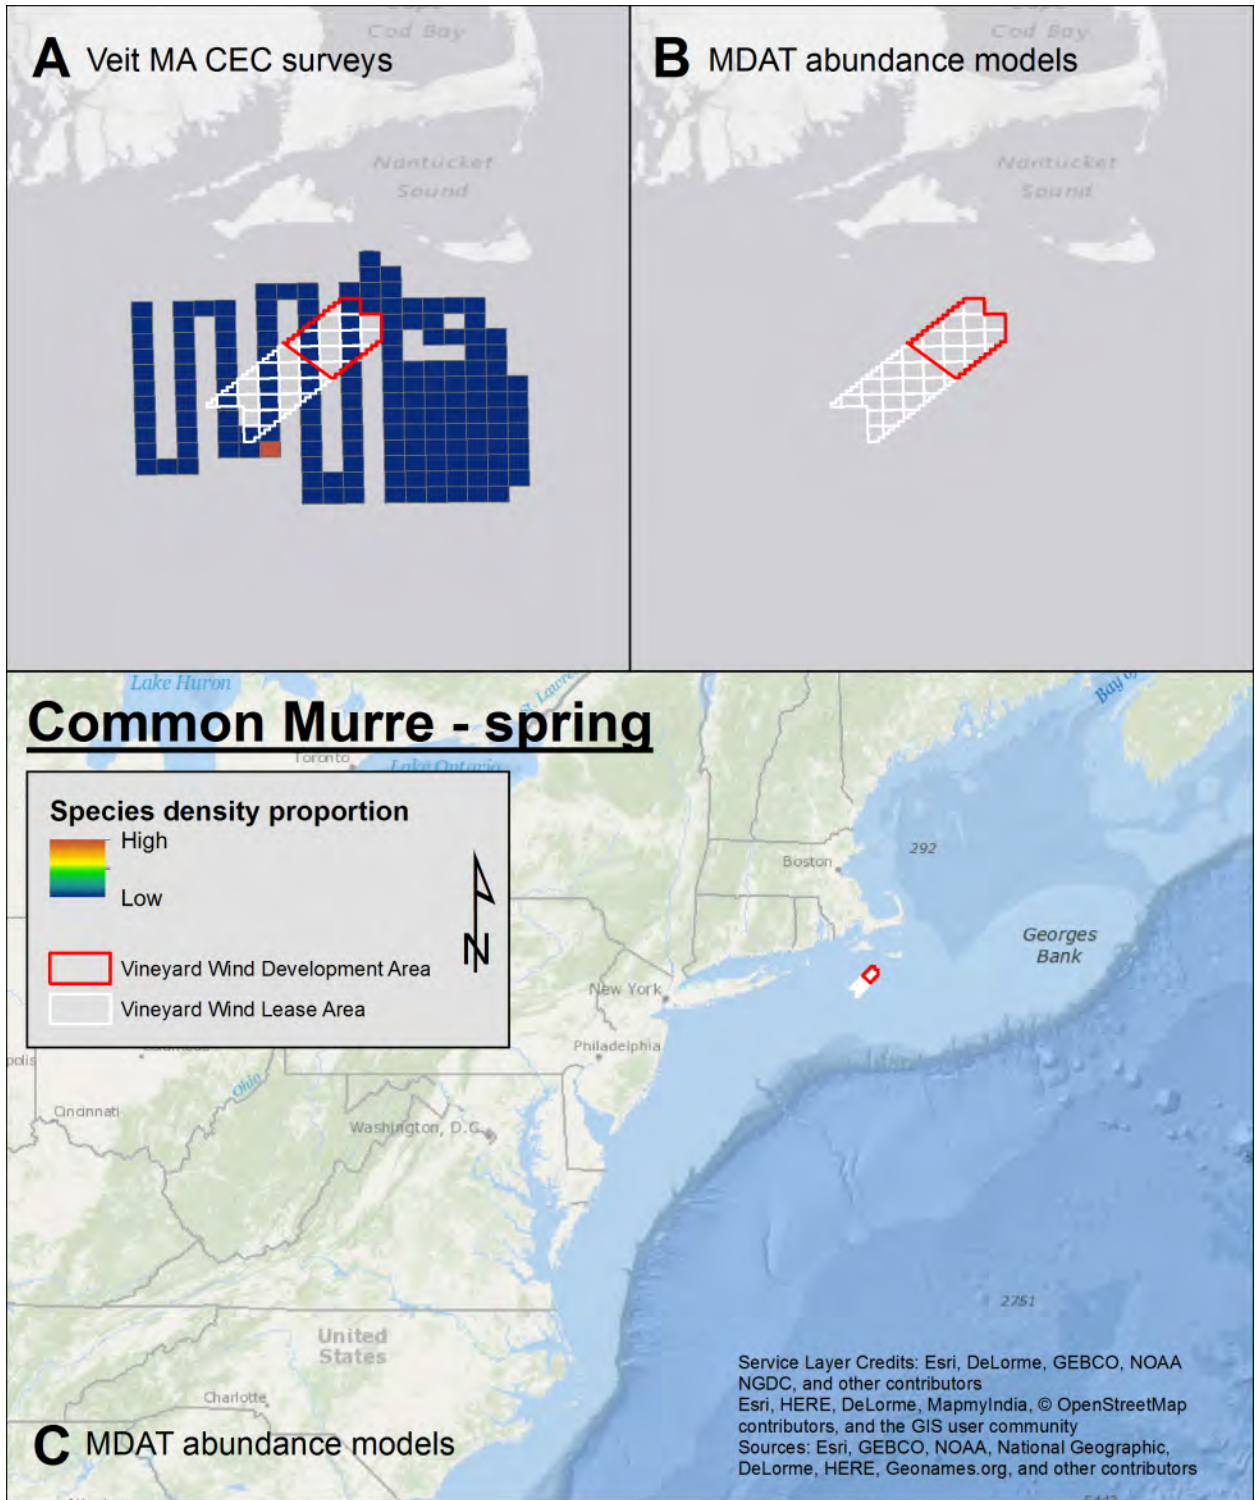 Cod Bay
A Veit MA CEC surveys
Nantucket
Sound
Cod Bay
B MDAT abundance models
Nantucket
Sound
Lake Huron
Bay of
Common Murre - spring
Toronto
Lake Ontario
Species density proportion
High
Low
Vineyard Wind Development Area
Vineyard Wind Lease Area
N
292
Boston
Georges
Bank
New York
Philadelphia
Ohio
Cincinnati
Washington, D.C.
2751
United
States
Charlotte
Service Layer Credits: Esri, DeLorme, GEBCO, NOAA
NGDC, and other contributors
Esri, HERE, DeLorme, MapmyIndia, © OpenStreetMap
contributors, and the GIS user community
Sources: Esri, GEBCO, NOAA, National Geographic,
DeLorme, HERE, Geonames.org, and other contributors
C MDAT abundance models